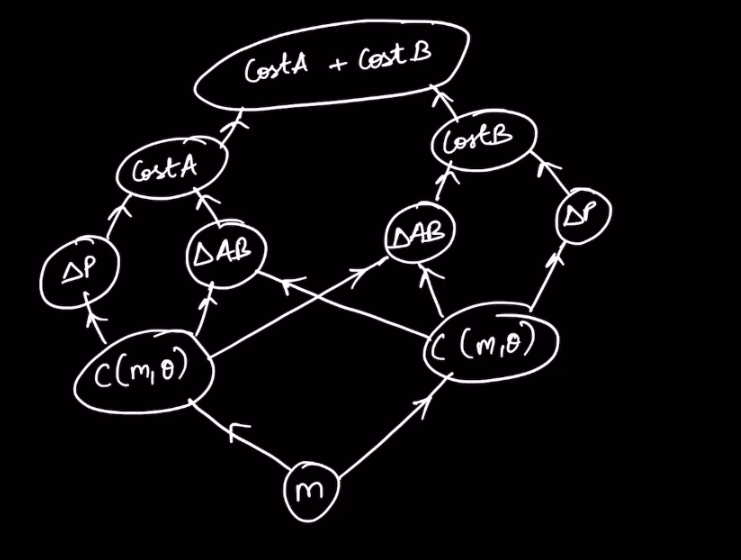 CostA + CostB
CostA
CostB
ΔP
ΔAB
ΔAB
ΔP
C(m,θ)
C(m,θ)
m